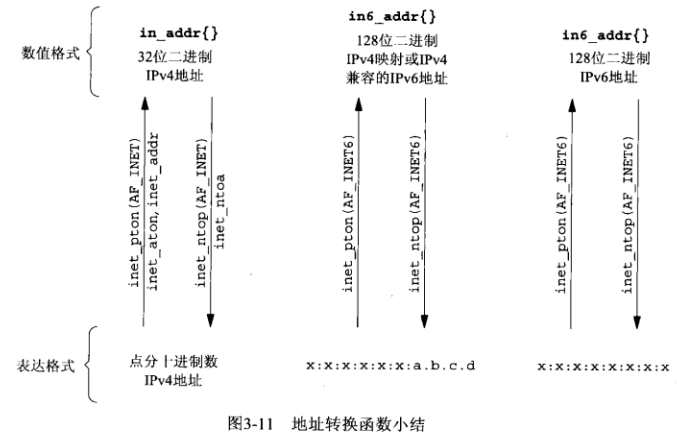 in_addr{}
32位二进制
IPv4地址
in6_addr{}
128位二进制
IPv4映射或IPv4
兼容的IPv6地址
in6_addr{}
128位二进制
IPv6地址
数值格式
inet_pton(AF_INET)
inet_aton,inet_addr
inet_ntop(AF_INET)
inet_ntoa
inet_pton(AF_INET6)
inet_ntop(AF_INET6)
inet_pton(AF_INET6)
inet_ntop(AF_INET6)
表达格式
点分十进制数
IPv4地址
x:x:x:x:x:x:a.b.c.d
x:x:x:x:x:x:x:x
图3-11 地址转换函数小结